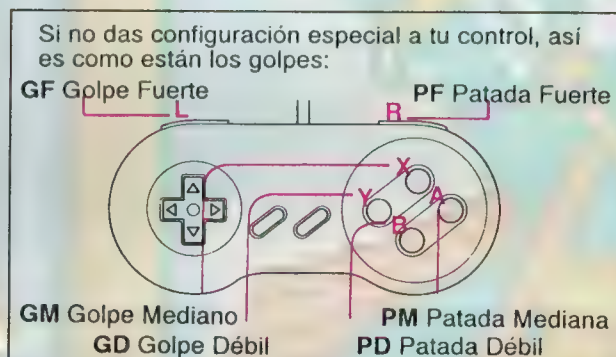 Si no das configuración especial a tu control, así
es como están los golpes:
GF Golpe Fuerte
PF Patada Fuerte
L
R
X
Y
A
B
GM Golpe Mediano
PM Patada Mediana
GD Golpe Débil
PD Patada Débil